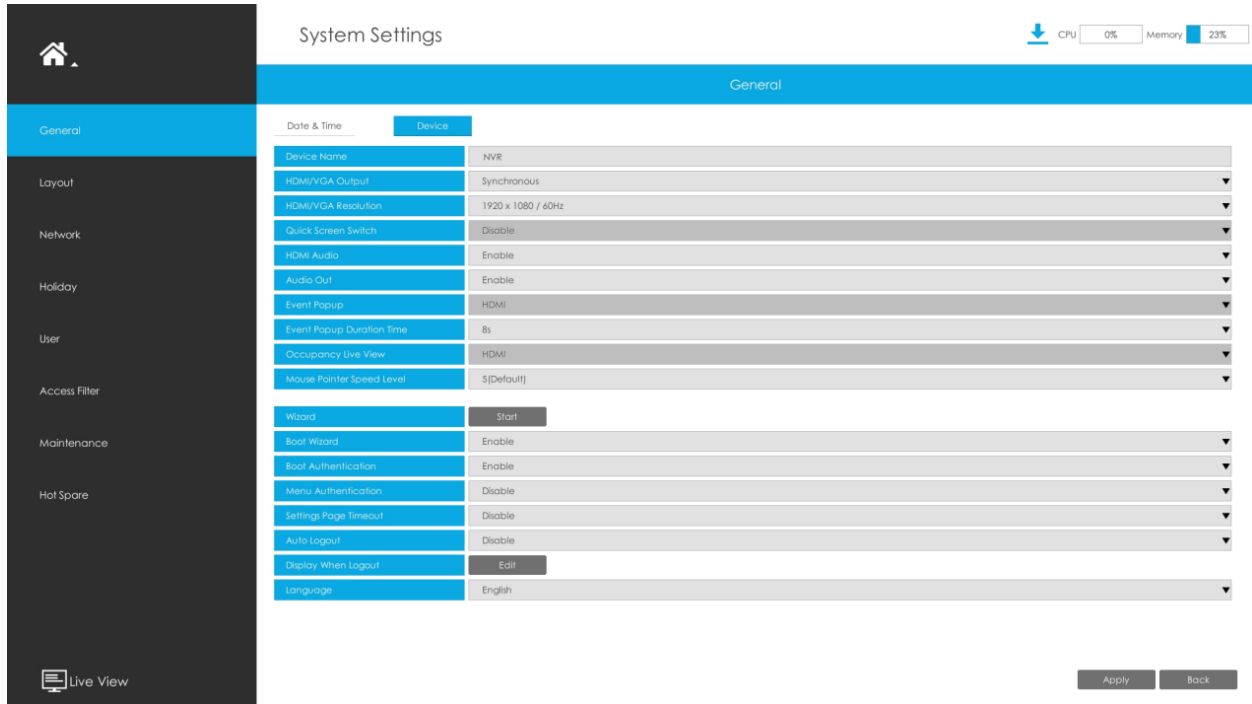 System Settings
CPU 0% Memory 23%
General
General
Layout
Network
Holiday
User
Access Filter
Maintenance
Hot Spare
Live View
Date & Time Device
Device Name NVR
HDMI/VGA Output Synchronous
HDMI/VGA Resolution 1920 x 1080 / 60Hz
Quick Screen Switch Disable
HDMI Audio Enable
Audio Out Enable
Event Popup HDMI
Event Popup Duration Time 8s
Occupancy Live View HDMI
Mouse Pointer Speed Level 5(Default)
Wizard Start
Boot Wizard Enable
Boot Authentication Enable
Menu Authentication Disable
Settings Page Timeout Disable
Auto Logout Disable
Display When Logout Edit
Language English
Apply Back